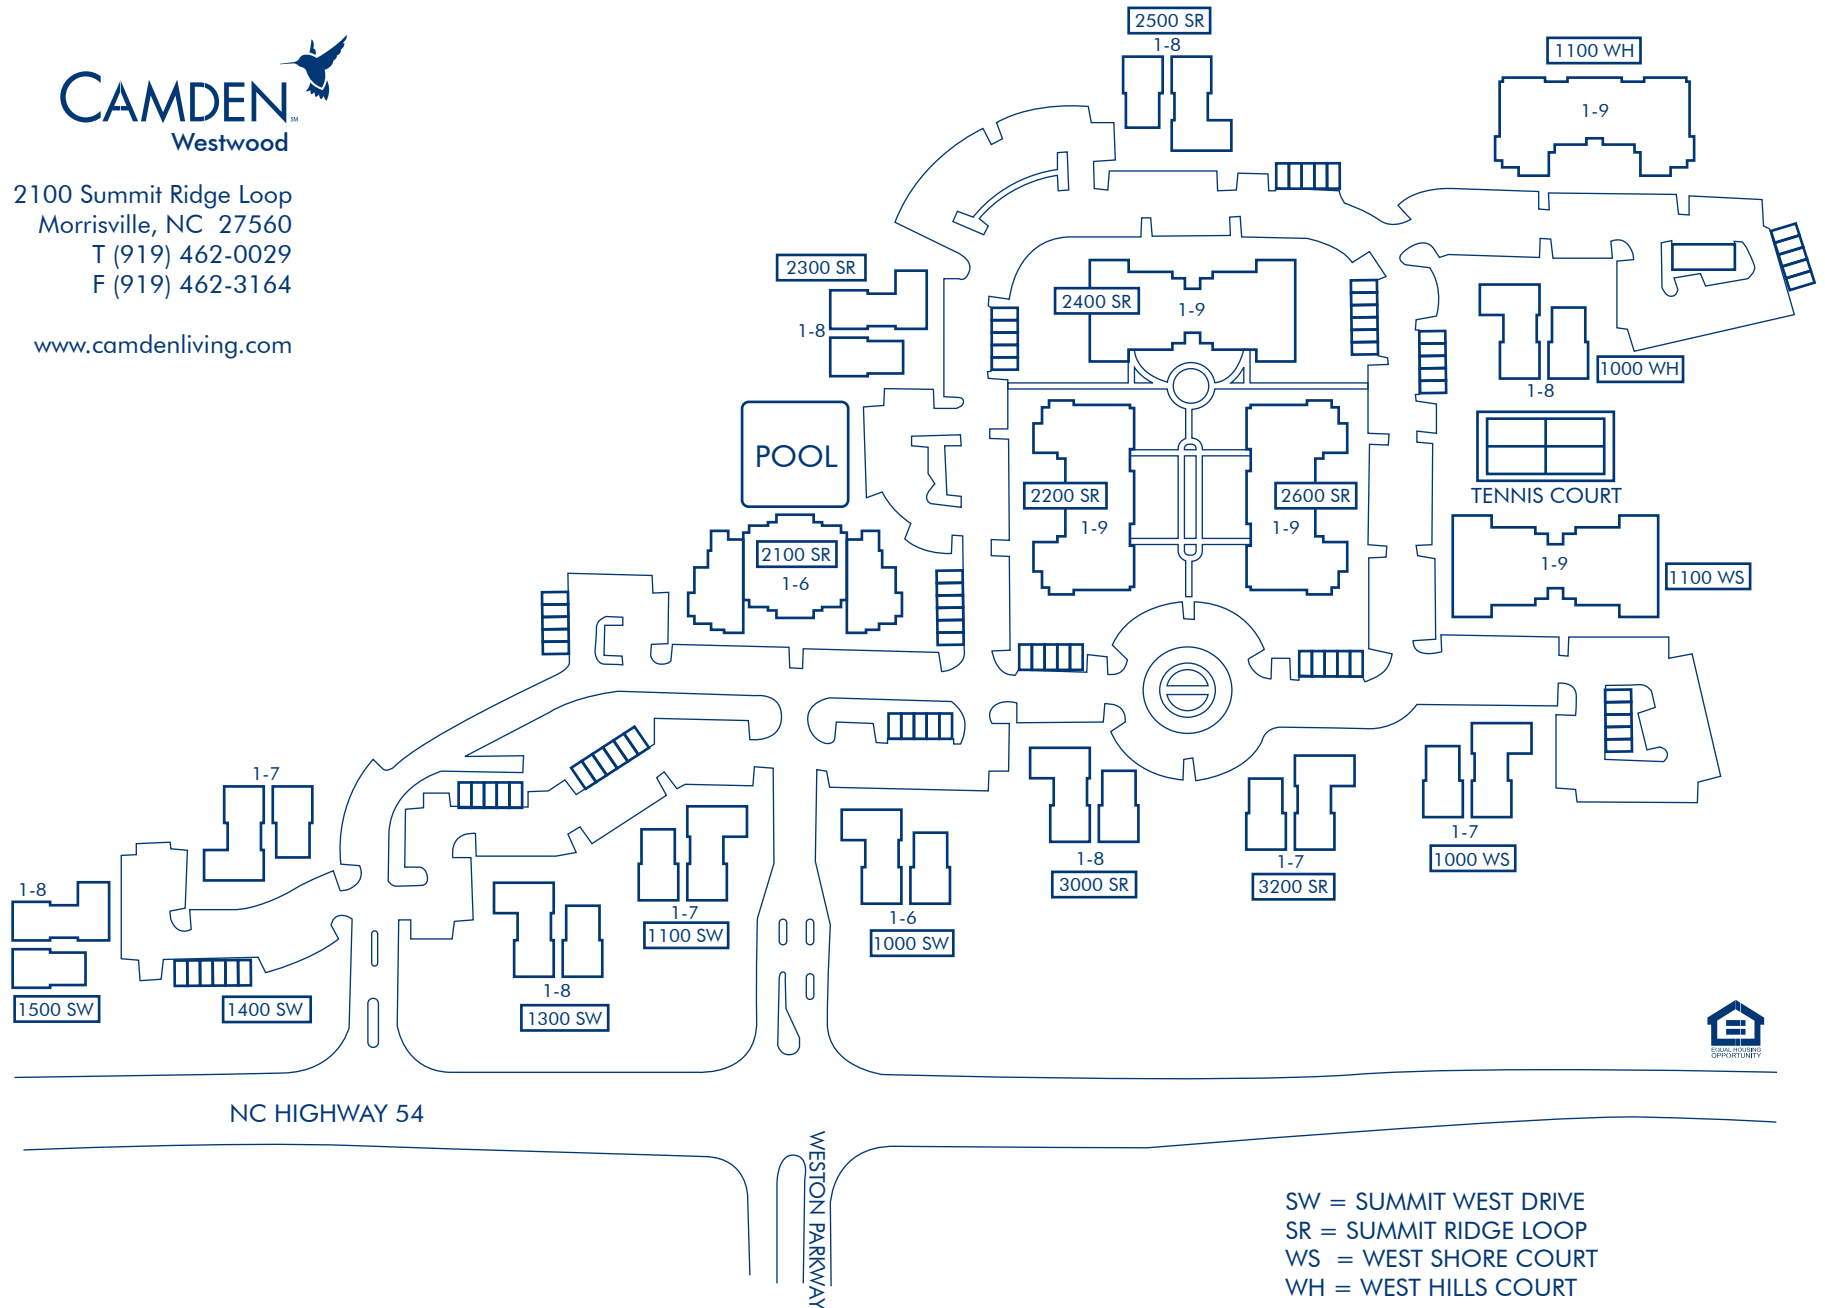 CAMDEN
SM
Westwood
2100 Summit Ridge Loop
Morrisville, NC 27560
T (919) 462-0029
F (919) 462-3164
www.camdenliving.com
2500 SR
1-8
1100 WH
1-9
2300 SR
1-8
2400 SR
1-9
1000 WH
1-8
POOL
TENNIS COURT
2200 SR
1-9
2600 SR
1-9
2100 SR
1-6
1-9
1100 WS
1-7
1-8
1500 SW
1400 SW
1-8
1300 SW
1-7
1100 SW
1-6
1000 SW
1-8
3000 SR
1-7
3200 SR
1-7
1000 WS
EQUAL HOUSING
OPPORTUNITY
NC HIGHWAY 54
WESTON PARKWAY
SW = SUMMIT WEST DRIVE
SR = SUMMIT RIDGE LOOP
WS = WEST SHORE COURT
WH = WEST HILLS COURT